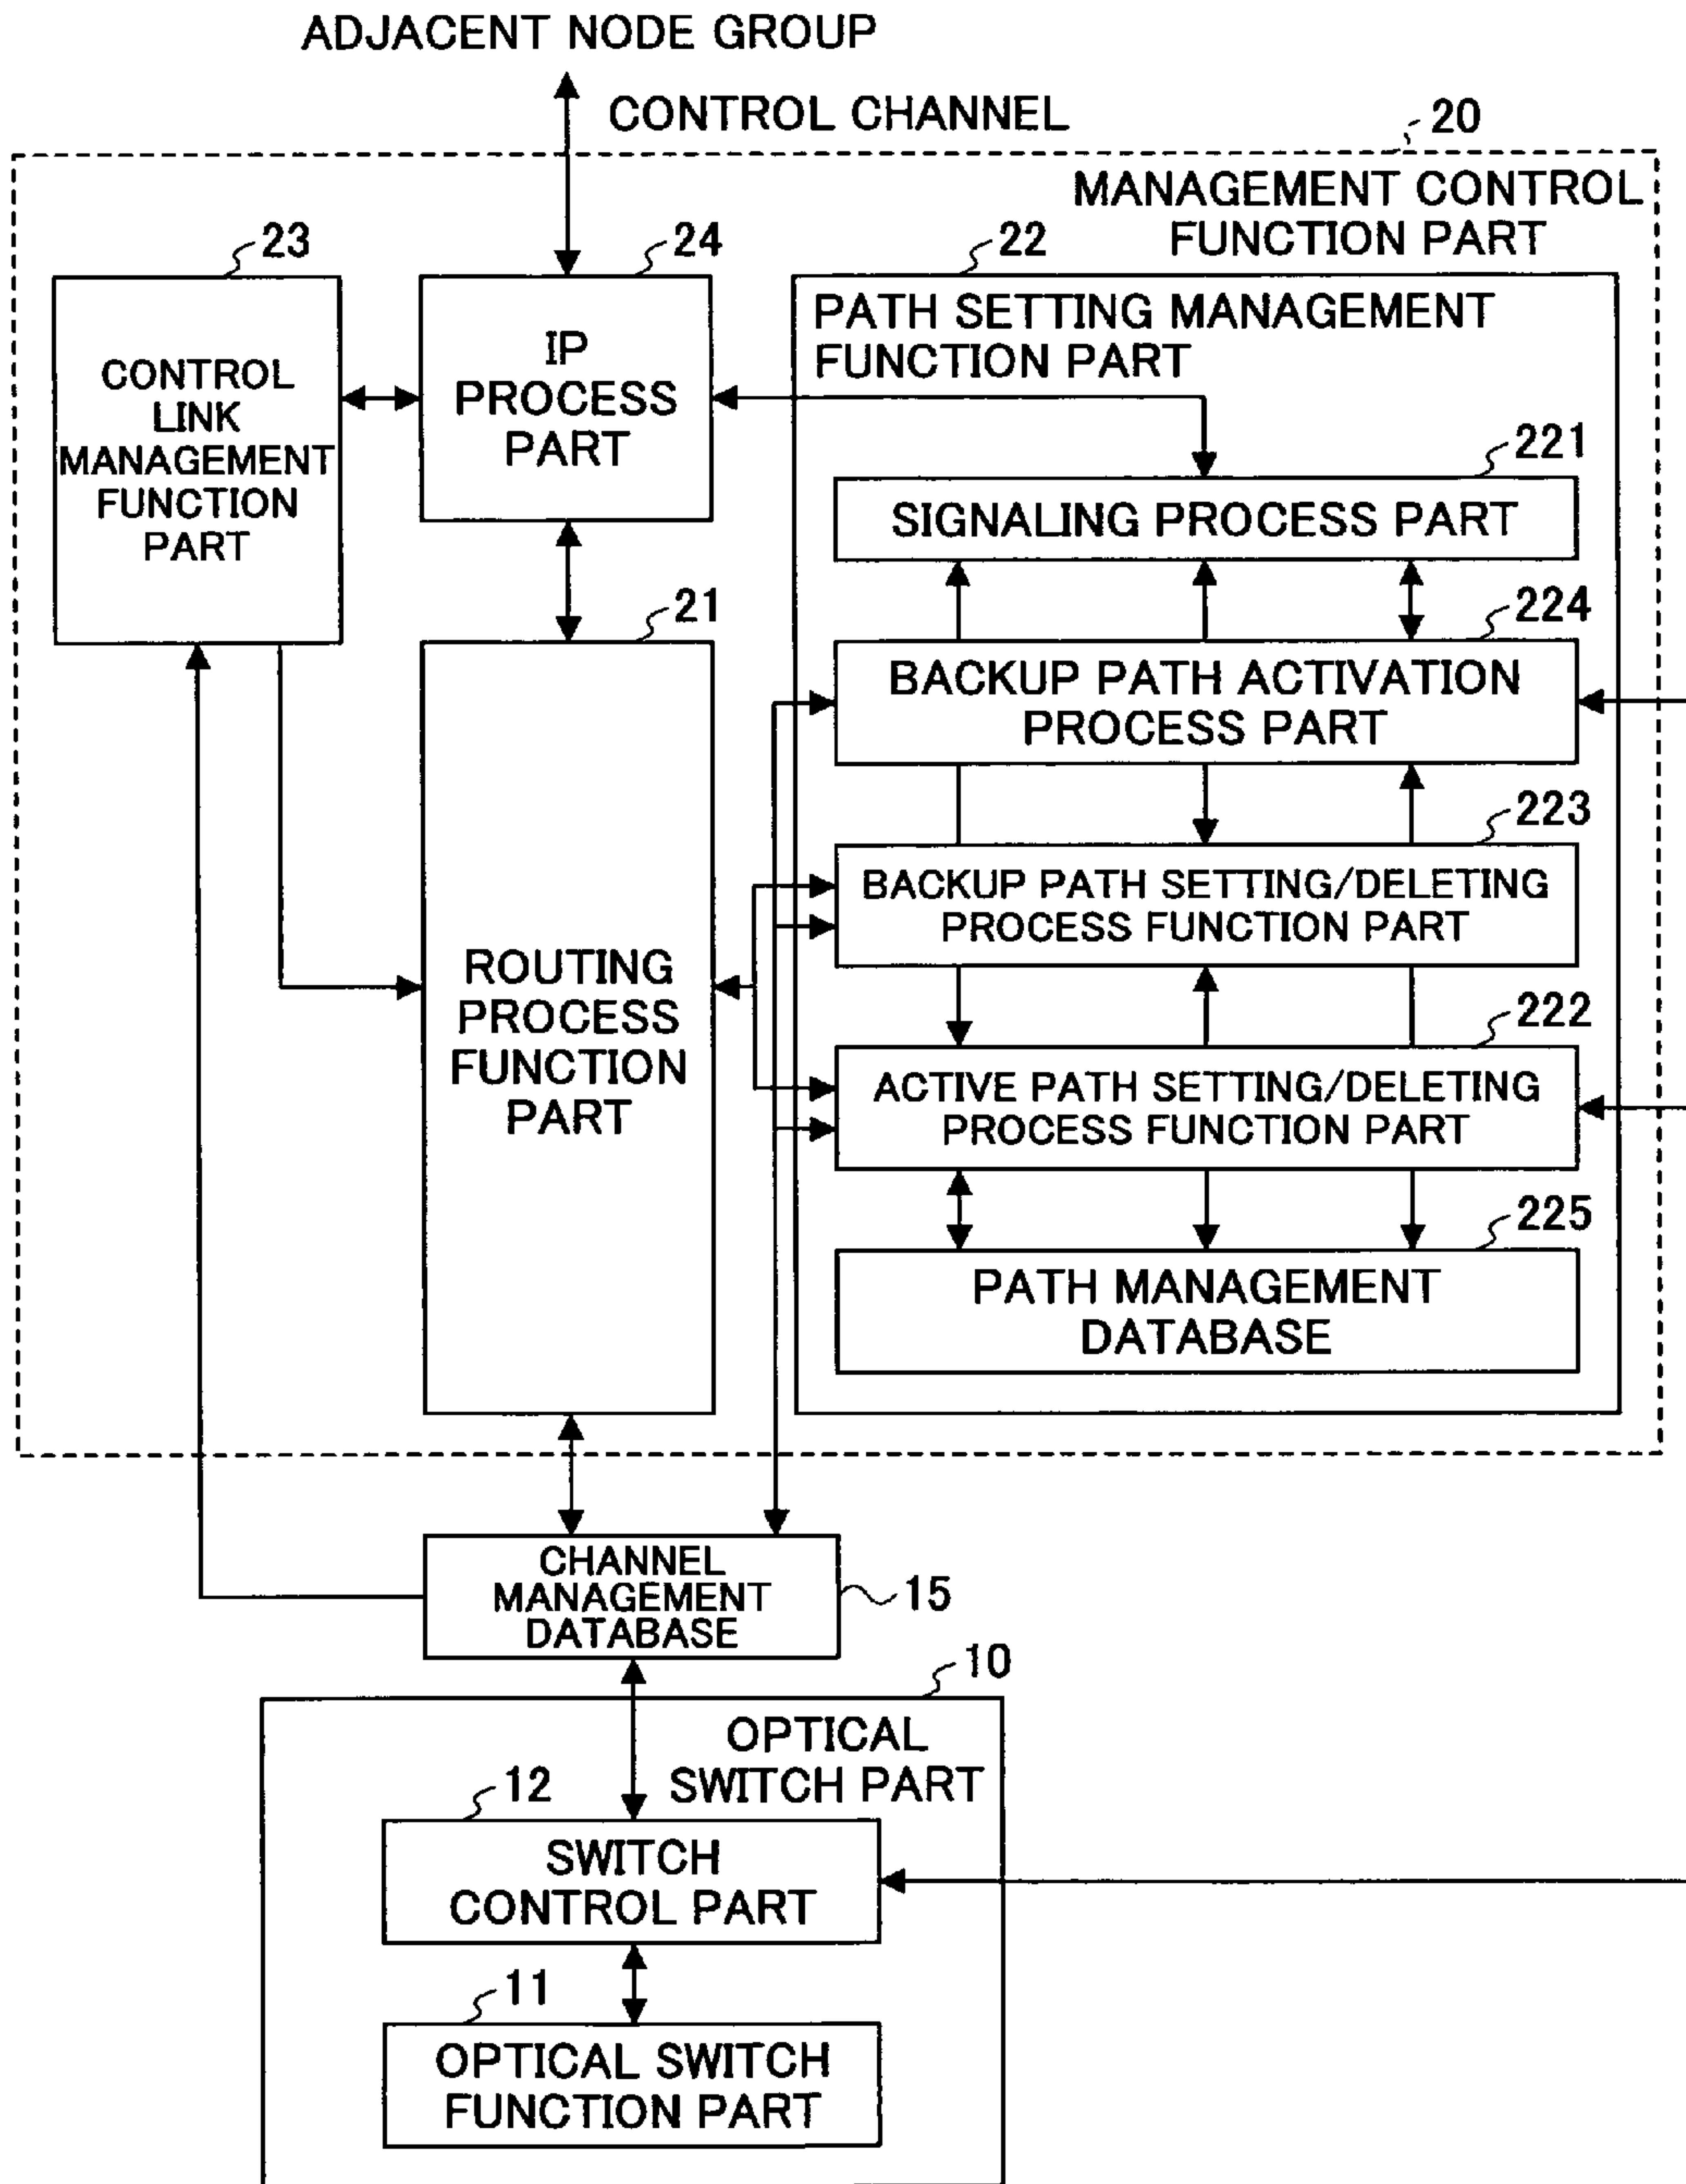 ADJACENT NODE GROUP
CONTROL CHANNEL
20
MANAGEMENT CONTROL
FUNCTION PART
23
24
22
CONTROL
LINK
MANAGEMENT
FUNCTION
PART
IP
PROCESS
PART
PATH SETTING MANAGEMENT
FUNCTION PART
221
SIGNALING PROCESS PART
21
224
BACKUP PATH ACTIVATION
PROCESS PART
223
BACKUP PATH SETTING/DELETING
PROCESS FUNCTION PART
ROUTING
PROCESS
FUNCTION
PART
222
ACTIVE PATH SETTING/DELETING
PROCESS FUNCTION PART
225
PATH MANAGEMENT
DATABASE
CHANNEL
MANAGEMENT
DATABASE
15
10
OPTICAL
SWITCH PART
12
SWITCH
CONTROL PART
11
OPTICAL SWITCH
FUNCTION PART